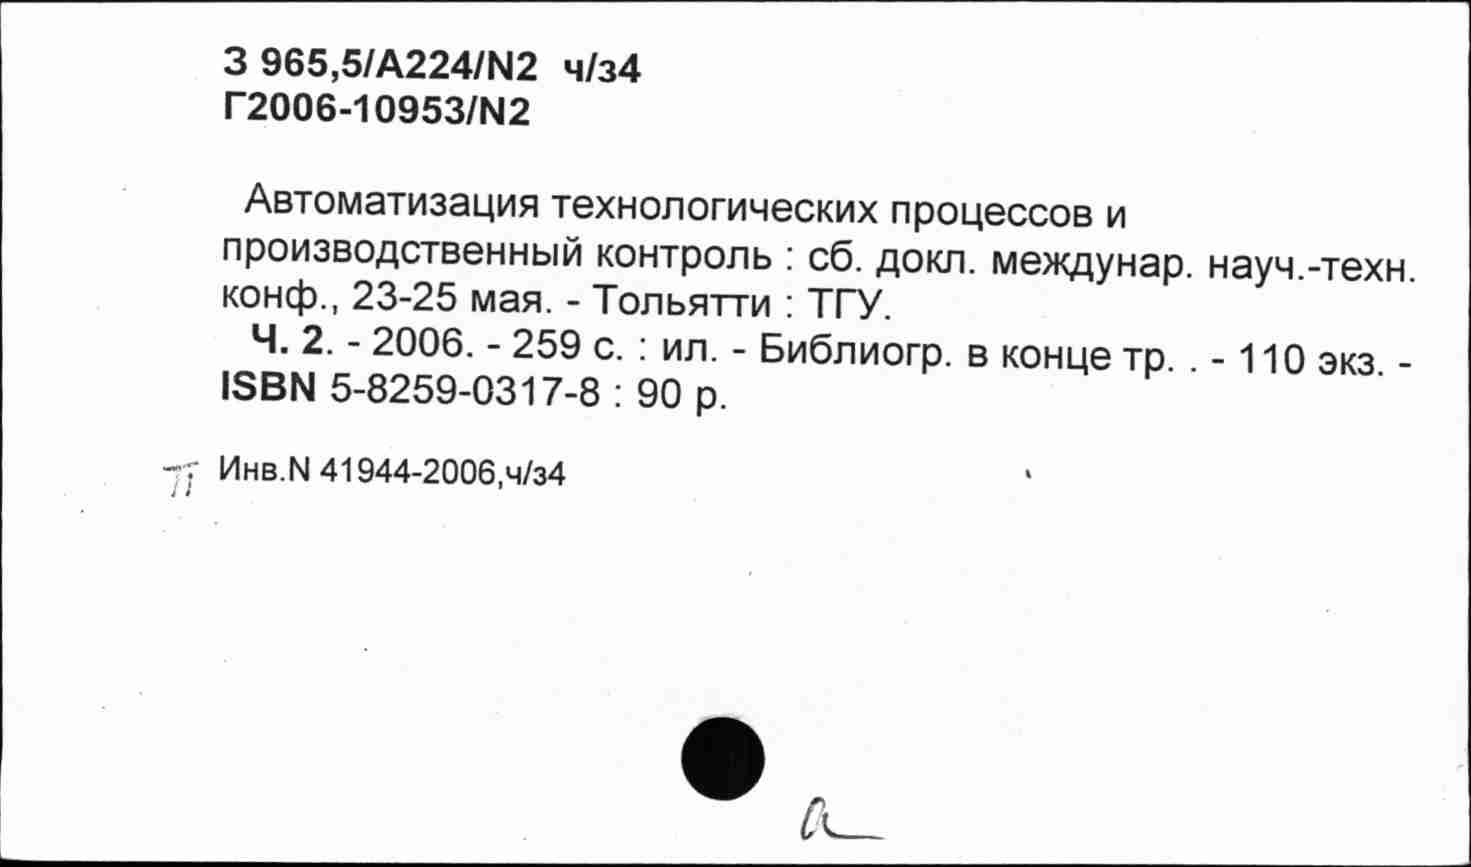 З 965,5/А224/N2 ч/з4
Г2006-10953/N2
Автоматизация технологических процессов и
производственный контроль : сб. докл. междунар. науч.-техн.
конф., 23-25 мая. - Тольятти : ТГУ.
Ч. 2. - 2006. - 259 с. : ил. - Библиогр. в конце тр. . - 110 экз. -
ISBN 5-8259-0317-8 : 90 р.
Инв.N 41944-2006,ч/з4
а